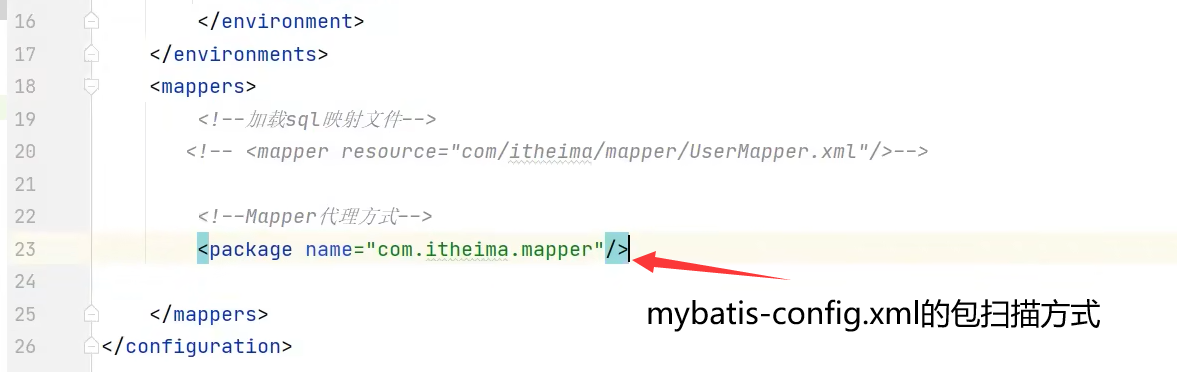 16 </environment>
17 </environments>
18 <mappers>
19 <!--加载sql映射文件-->
20 <!-- <mapper resource="com/itheima/mapper/UserMapper.xml"/>-->
21
22 <!--Mapper代理方式-->
23 <package name="com.itheima.mapper"/>
24
mybatis-config.xml的包扫描方式
25 </mappers>
26 </configuration>